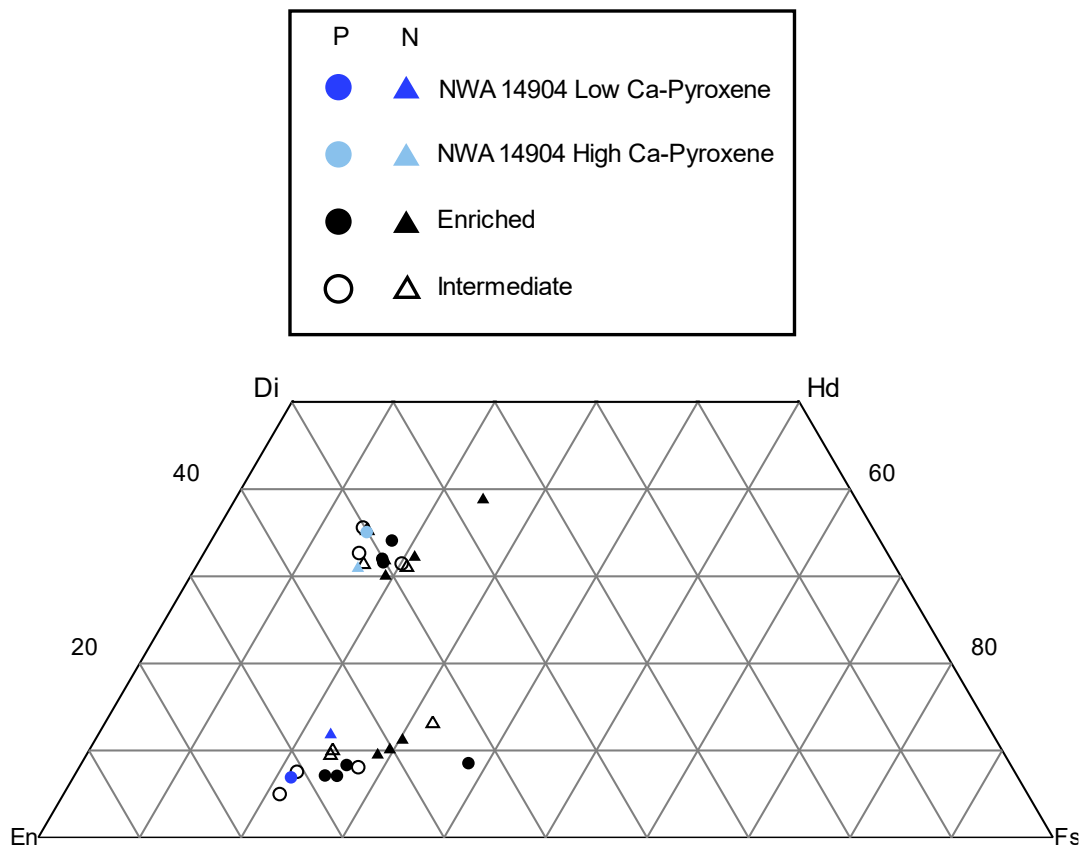 P N
NWA 14904 Low Ca-Pyroxene
NWA 14904 High Ca-Pyroxene
Enriched
Intermediate
Di Hd
40 60
20 80
En Fs